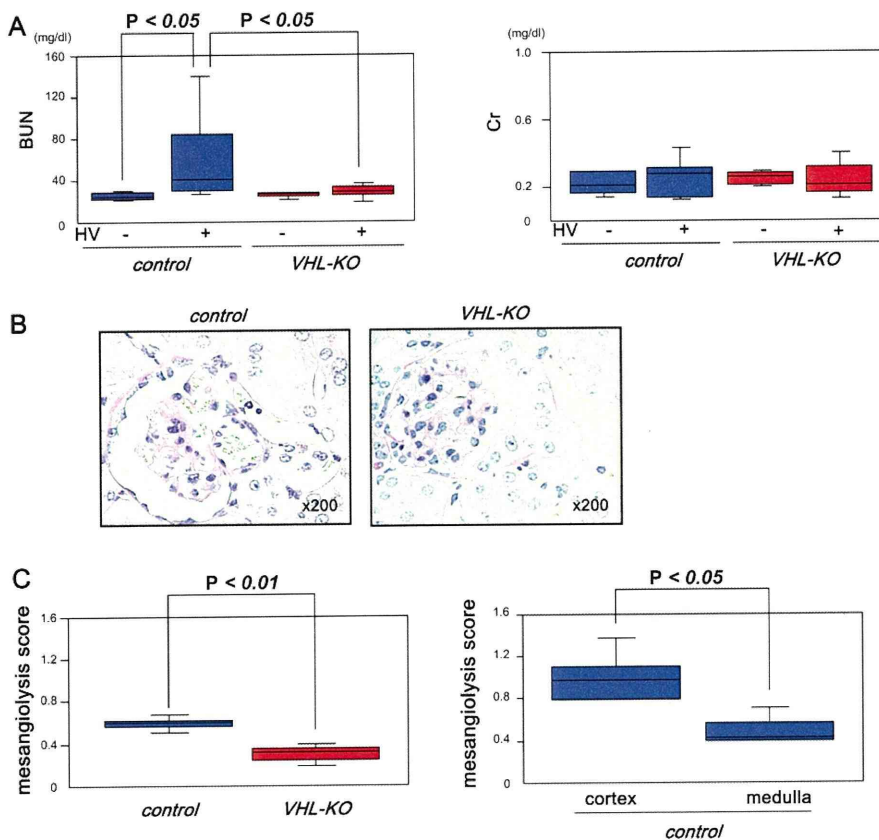 A
P < 0.05
P < 0.05
(mg/dl)
160
120
80
40
0
BUN
HV - + - +
control VHL-KO
(mg/dl)
1.0
0.6
0.2
0
Cr
HV - + - +
control VHL-KO
B
control VHL-KO
x200 x200
C
P < 0.01
mesangiolysis score
1.6
1.2
0.8
0.4
0
control VHL-KO
P < 0.05
mesangiolysis score
1.6
1.2
0.8
0.4
0
cortex medulla
control